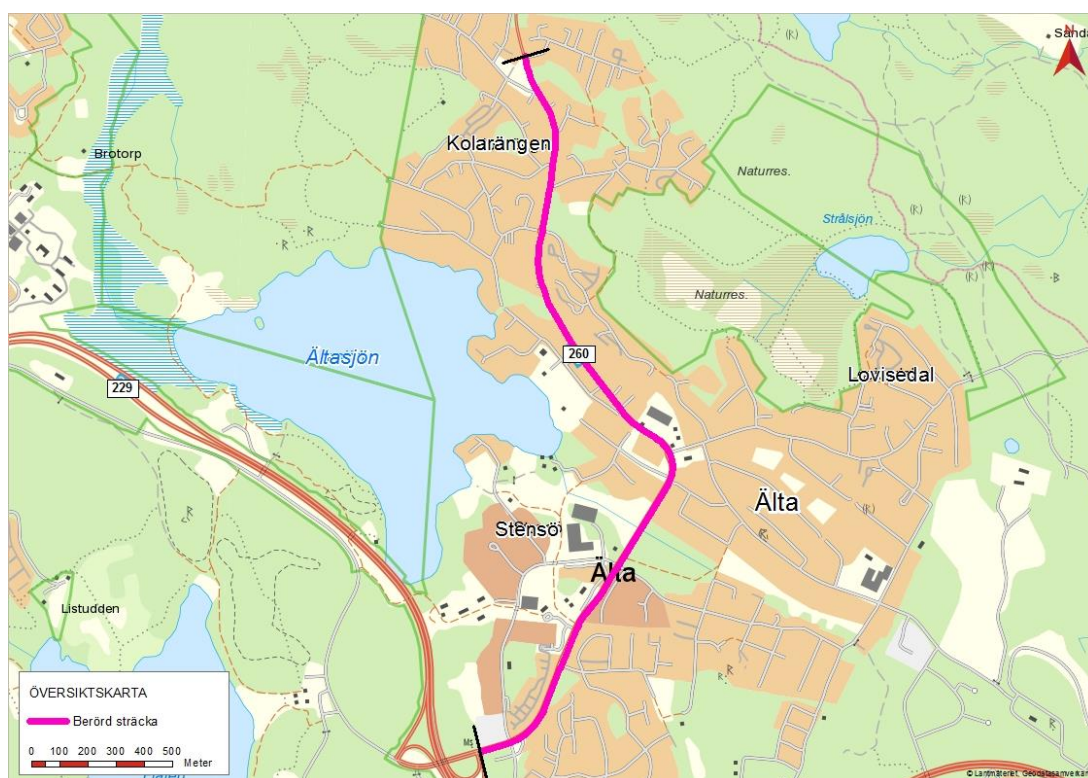 Sanda
N
Kolarängen
Brotorp
Naturres.
Strålsjön
Naturres.
Ältasjön
260
229
Lovisedal
Älta
Stensö
Älta
Listudden
ÖVERSIKTSKARTA
Berörd sträcka
0 100 200 300 400 500
Meter
© Lantmäteriet, Geodatasamverkan